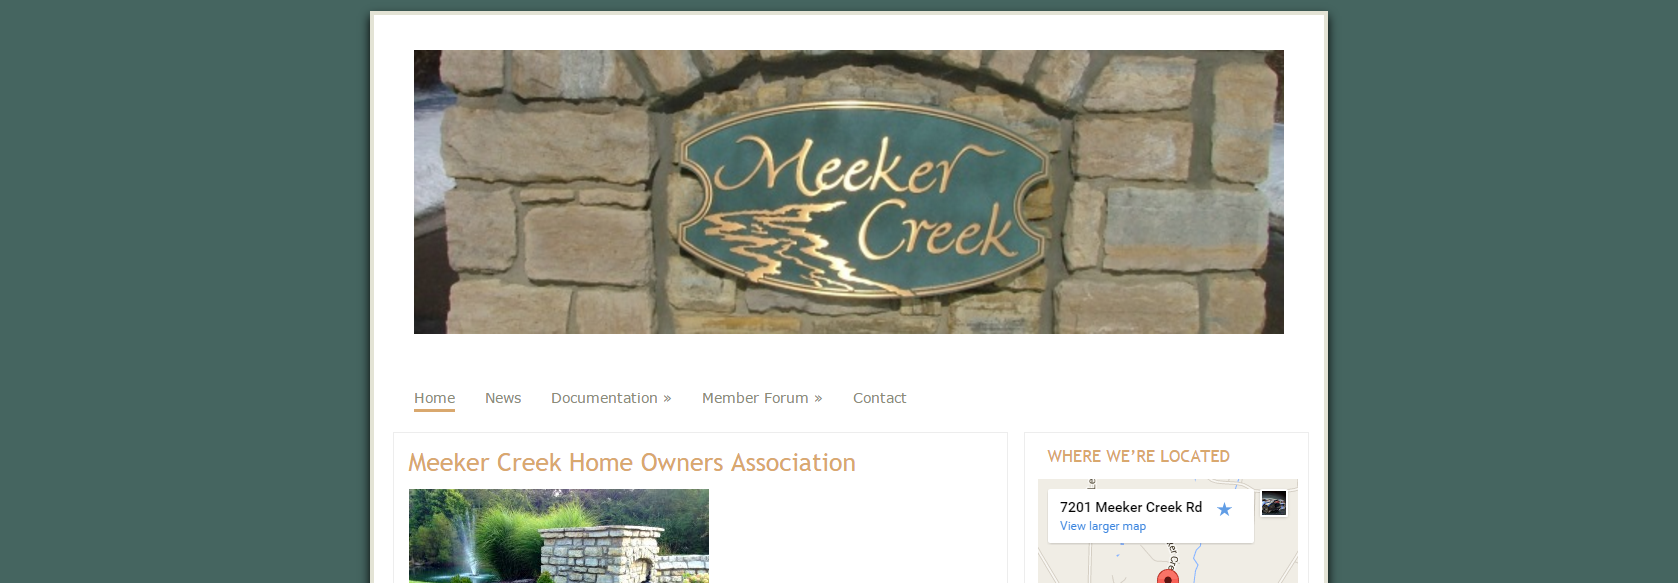 Meeker
Creek
Home News Documentation » Member Forum » Contact
Meeker Creek Home Owners Association
WHERE WE’RE LOCATED
7201 Meeker Creek Rd
View larger map